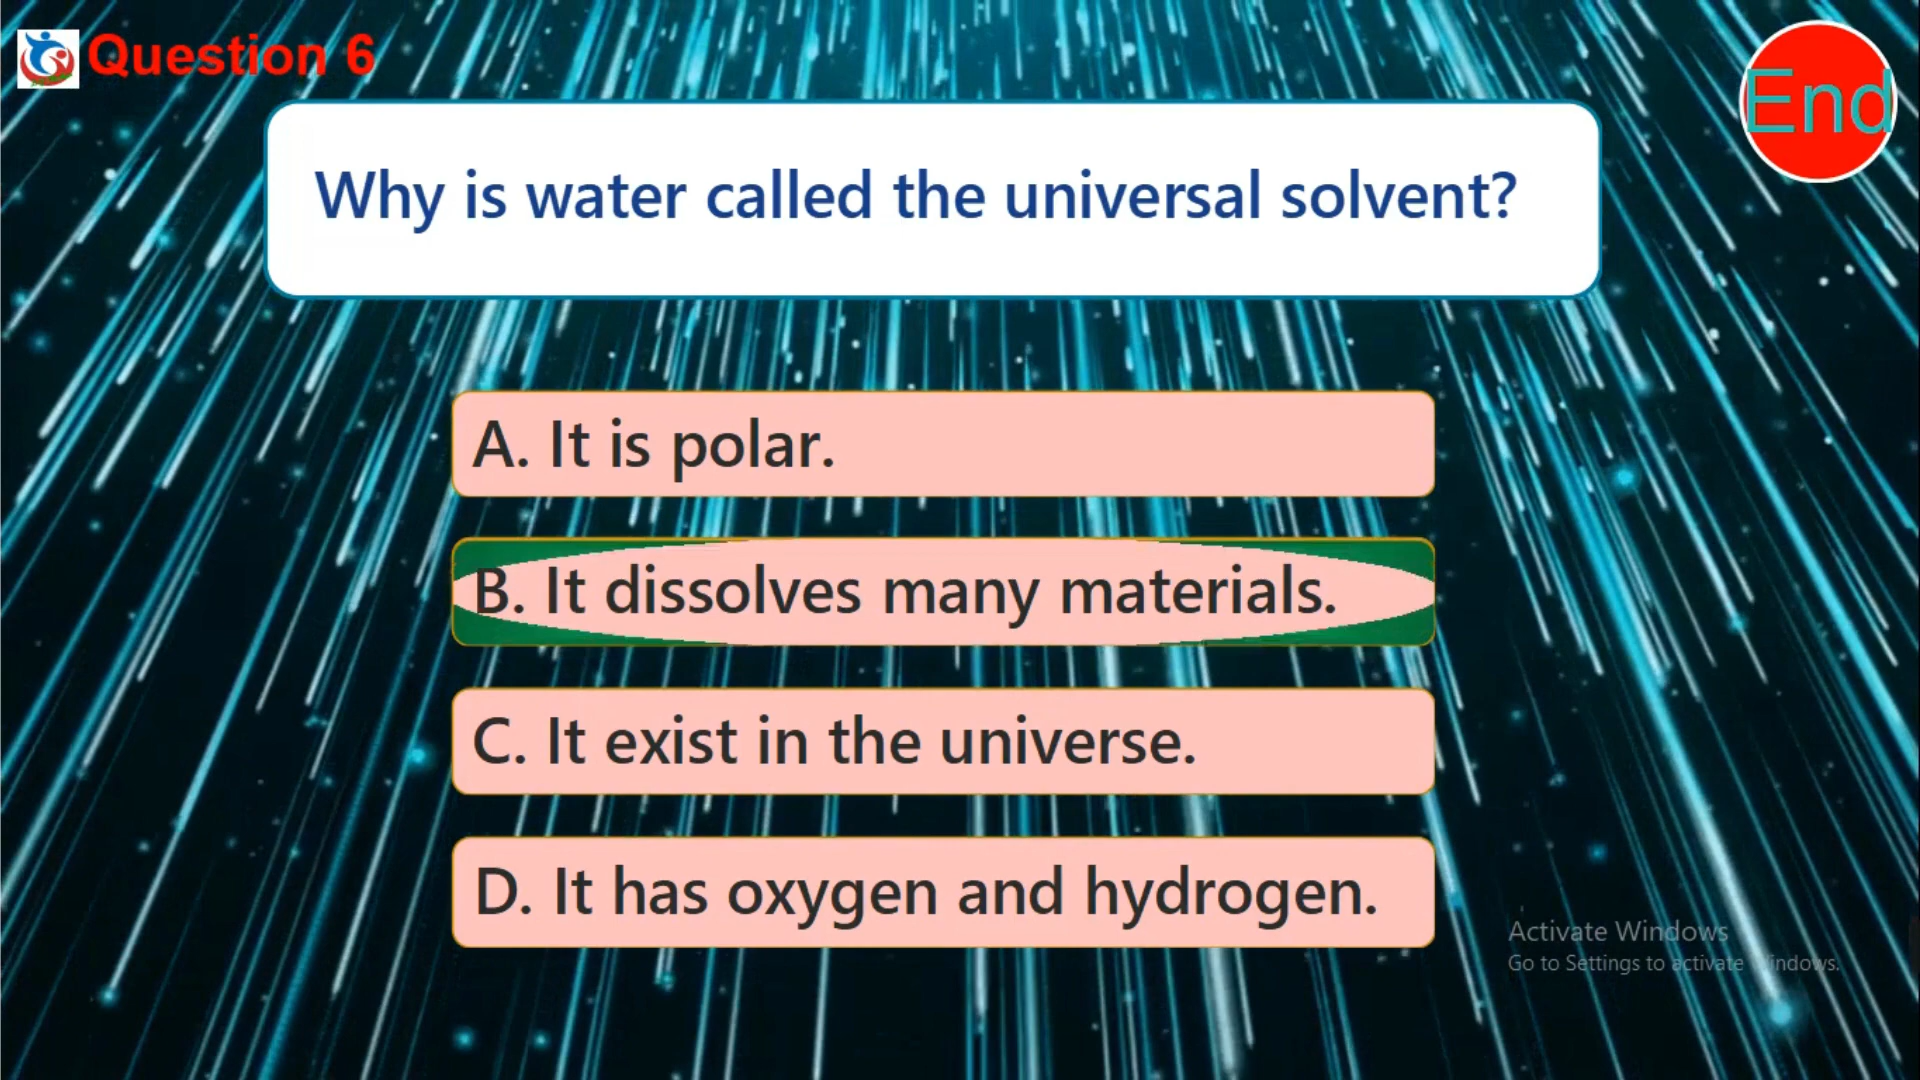 Question 6
End
Why is water called the universal solvent?
A. It is polar.
B. It dissolves many materials.
C. It exist in the universe.
D. It has oxygen and hydrogen.
Activate Windows
Go to Settings to activate Windows.